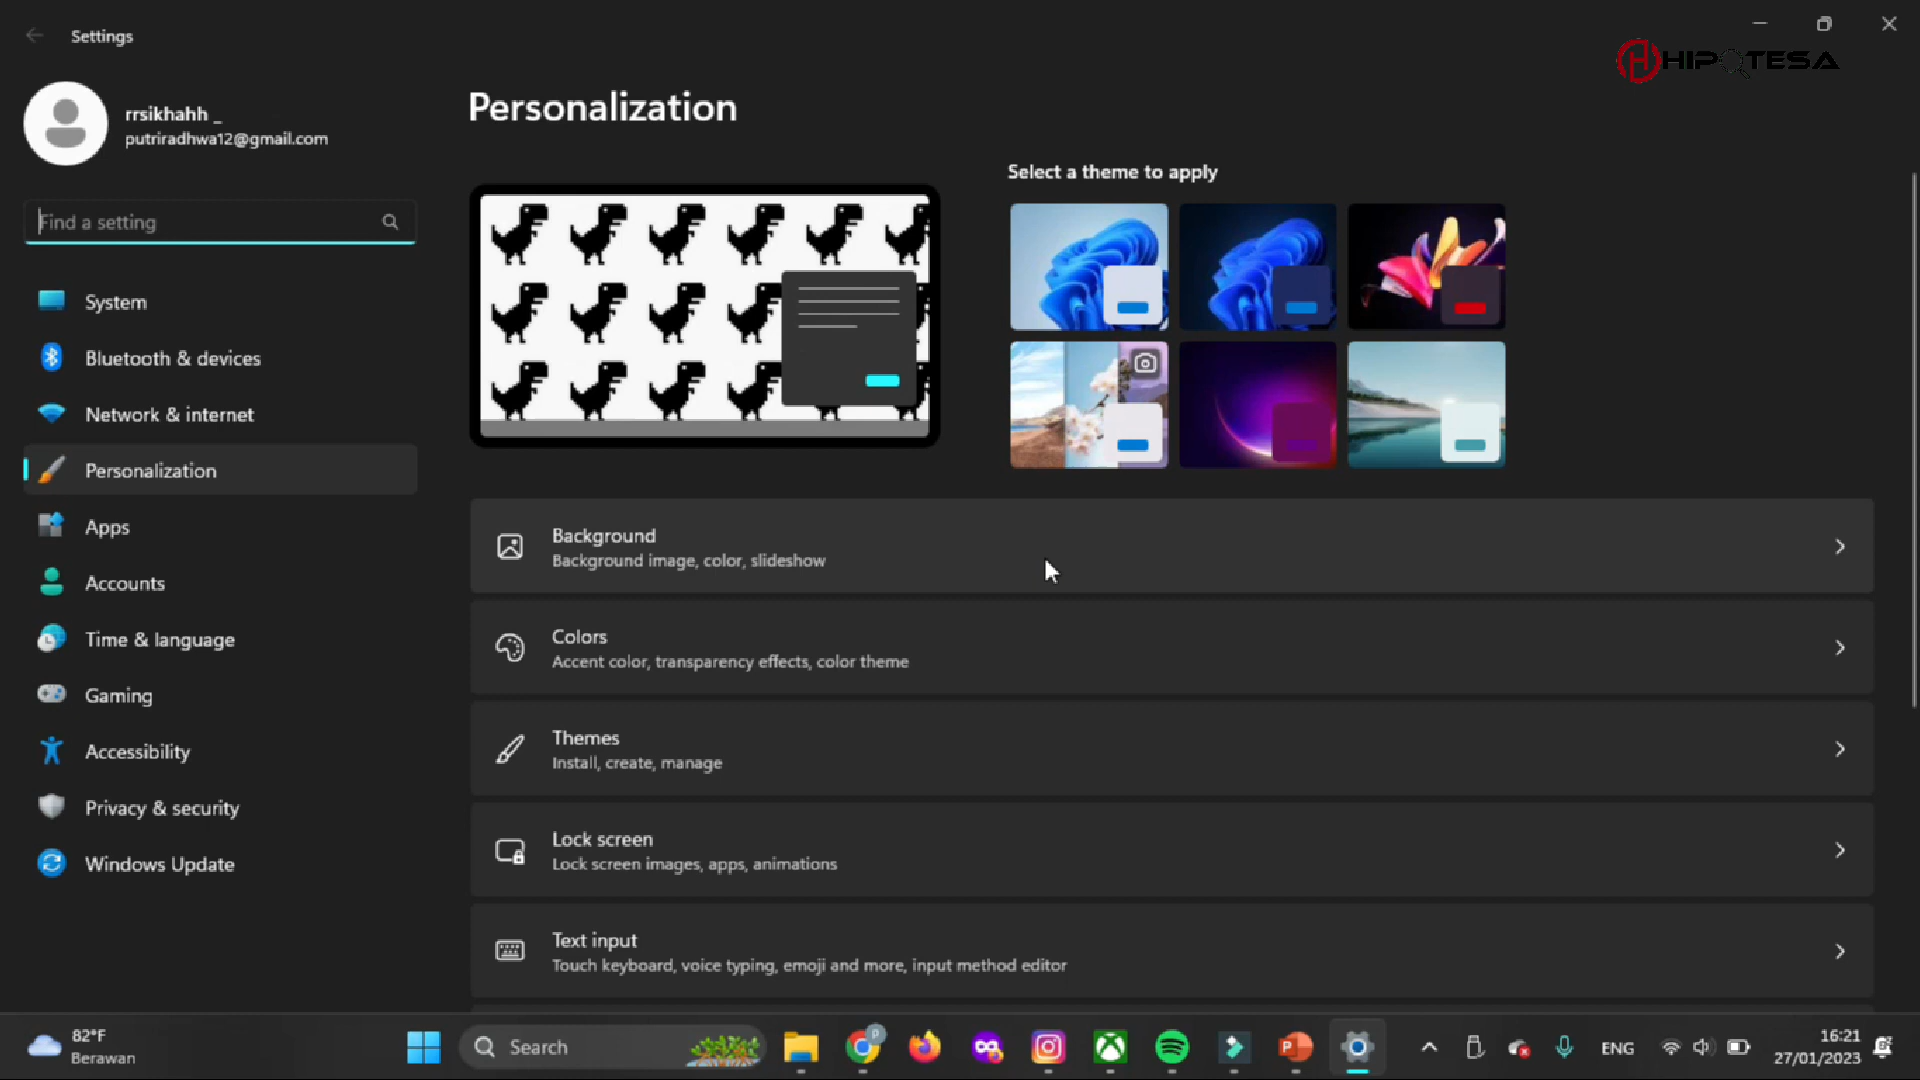 Settings
HIPOTESA
rrsikhahh _
putriradhwa12@gmail.com
Find a setting
System
Bluetooth & devices
Network & internet
Personalization
Apps
Accounts
Time & language
Gaming
Accessibility
Privacy & security
Windows Update
Personalization
Select a theme to apply
Background
Background image, color, slideshow
Colors
Accent color, transparency effects, color theme
Themes
Install, create, manage
Lock screen
Lock screen images, apps, animations
Text input
Touch keyboard, voice typing, emoji and more, input method editor
82°F
Berawan
Search
P
ENG
16:21
27/01/2023